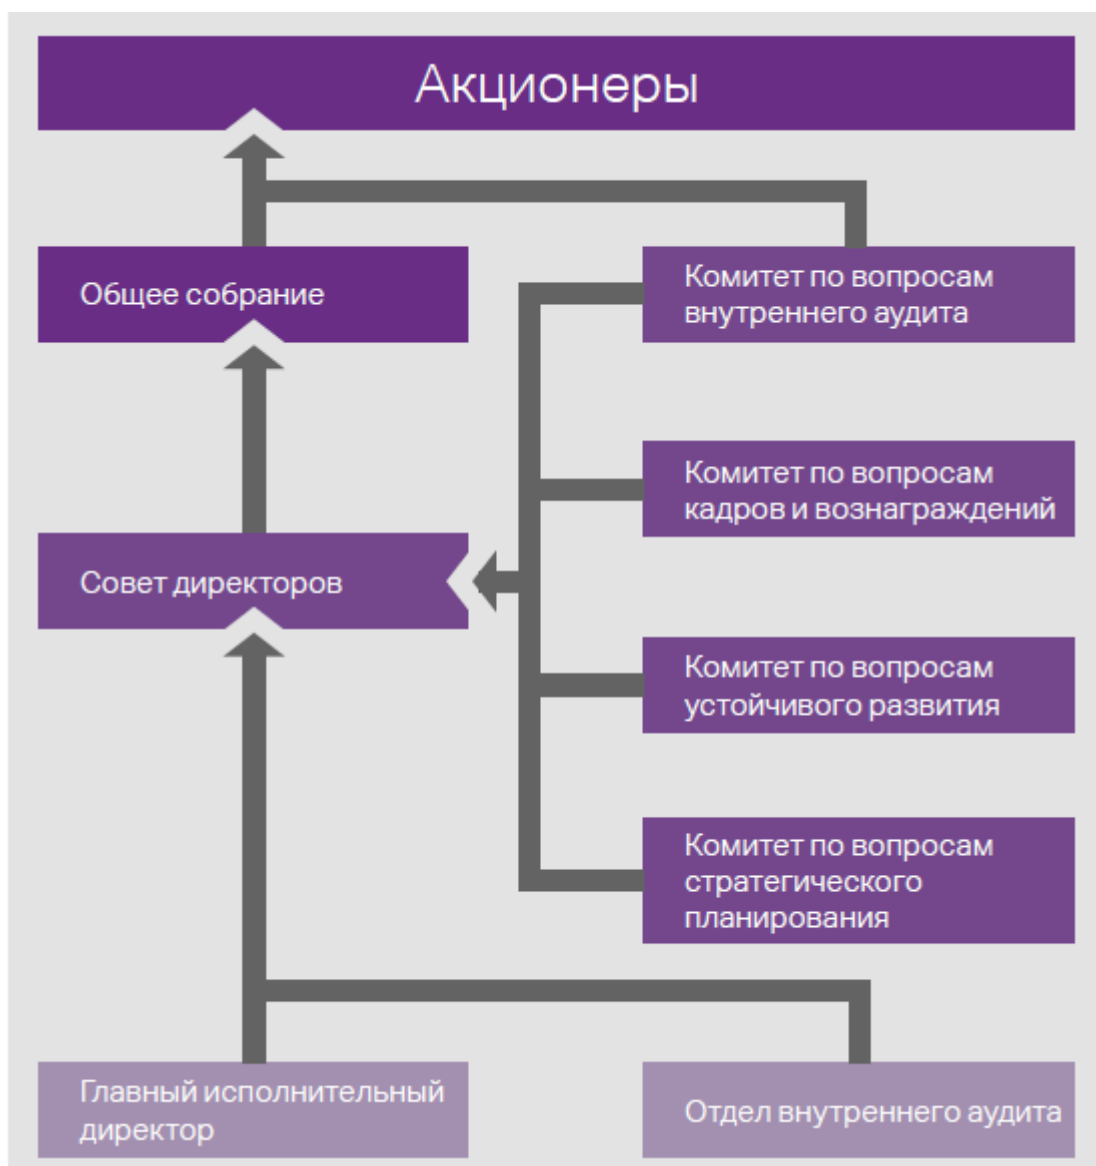 Акционеры
Общее собрание
Комитет по вопросам
внутреннего аудита
Комитет по вопросам
кадров и вознаграждений
Совет директоров
Комитет по вопросам
устойчивого развития
Комитет по вопросам
стратегического
планирования
Главный исполнительный
директор
Отдел внутреннего аудита